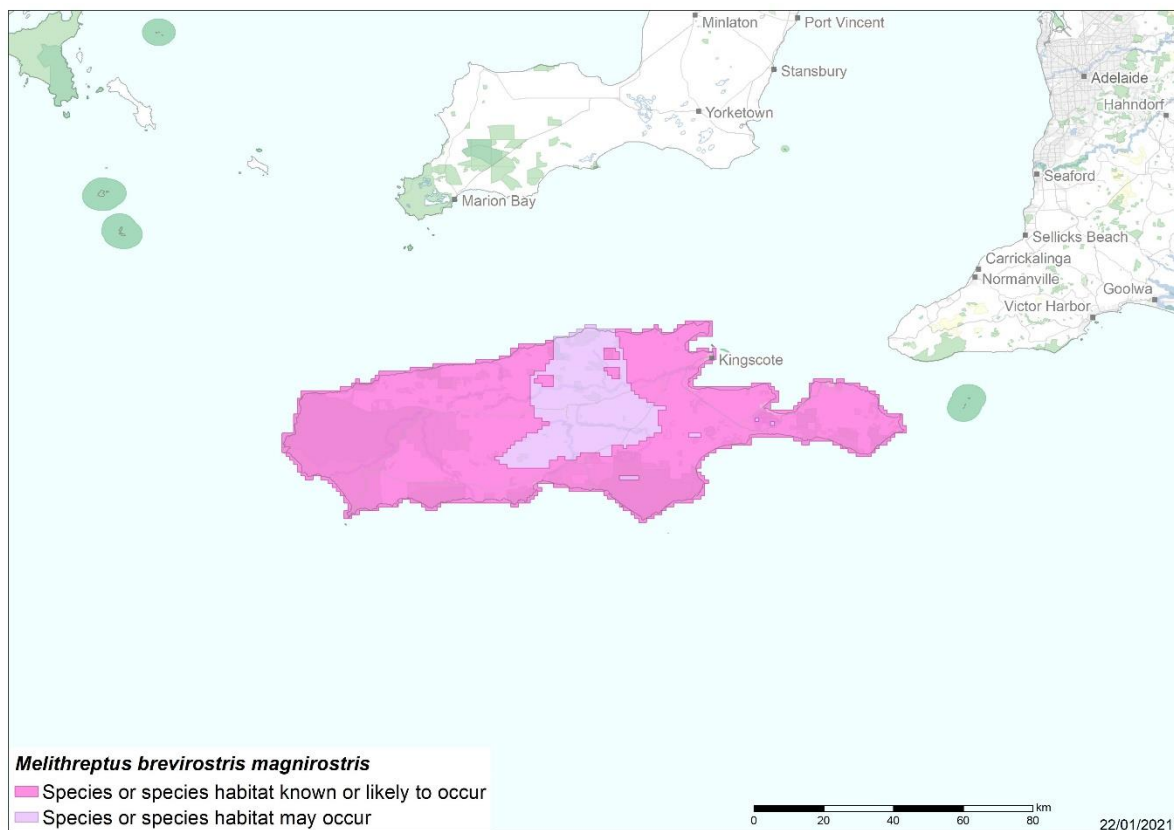 Minlaton
Port Vincent
Stansbury
Adelaide
Hahndorf
Yorketown
Seaford
Marion Bay
Sellicks Beach
Carrickalinga
Normanville
Goolwa
Victor Harbor
Kingscote
Melithreptus brevirostris magnirostris
Species or species habitat known or likely to occur
Species or species habitat may occur
km
0 20 40 60 80
22/01/2021